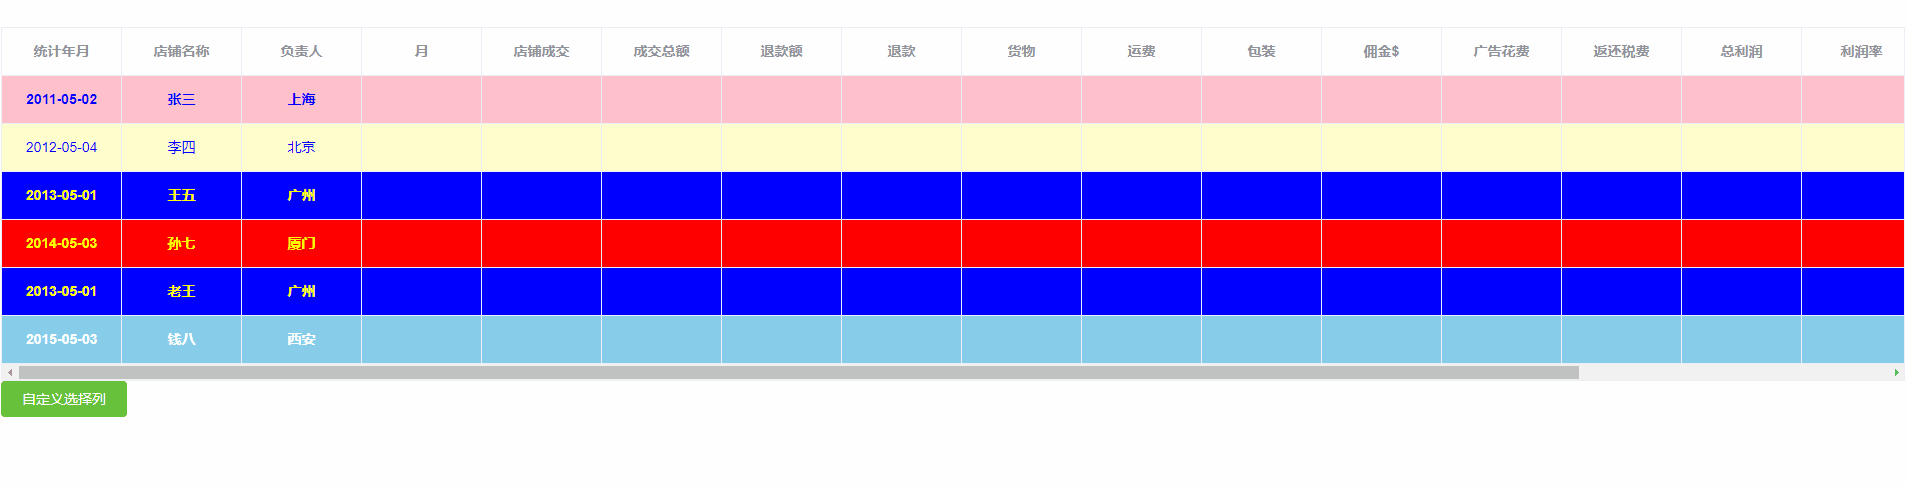 统计年月 店铺名称 负责人 月 店铺成交 成交总额 退款额 退款 货物 运费 包装 佣金$ 广告花费 返还税费 总利润 利润率
2011-05-02 张三 上海
2012-05-04 李四 北京
2013-05-01 王五 广州
2014-05-03 孙七 厦门
2013-05-01 老王 广州
2015-05-03 钱八 西安
自定义选择列